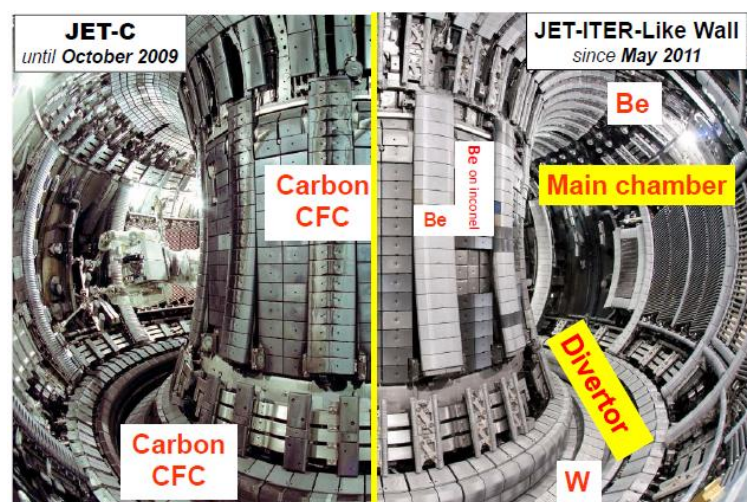 JET-C
until October 2009
JET-ITER-Like Wall
since May 2011
Be
Carbon
CFC
Be on inconel
Main chamber
Be
Divertor
Carbon
CFC
W